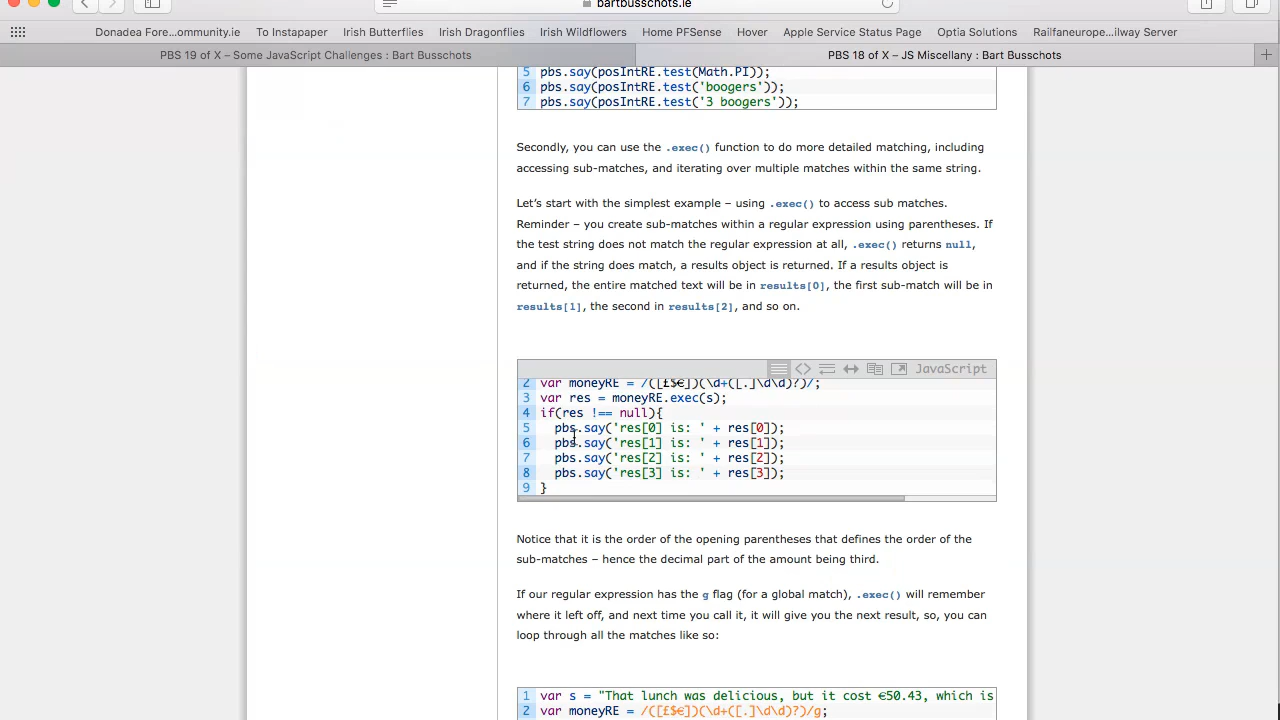 bartbusschots.ie
Donadea Fore...ommunity.ie To Instapaper Irish Butterflies Irish Dragonflies Irish Wildflowers Home PFSense Hover Apple Service Status Page Optia Solutions Railfaneurope...ilway Server
PBS 19 of X – Some JavaScript Challenges : Bart Busschots PBS 18 of X – JS Miscellany : Bart Busschots
5 pbs.say(posIntRE.test(Math.PI));
6 pbs.say(posIntRE.test('boogers'));
7 pbs.say(posIntRE.test('3 boogers'));
Secondly, you can use the .exec() function to do more detailed matching, including
accessing sub-matches, and iterating over multiple matches within the same string.
Let's start with the simplest example – using .exec() to access sub matches.
Reminder – you create sub-matches within a regular expression using parentheses. If
the test string does not match the regular expression at all, .exec() returns null,
and if the string does match, a results object is returned. If a results object is
returned, the entire matched text will be in results[0], the first sub-match will be in
results[1], the second in results[2], and so on.
JavaScript
2 var moneyRE = /([£$€])(\d+([.]\d\d)?)/;
3 var res = moneyRE.exec(s);
4 if(res !== null){
5 pbs.say('res[0] is: ' + res[0]);
6 pbs.say('res[1] is: ' + res[1]);
7 pbs.say('res[2] is: ' + res[2]);
8 pbs.say('res[3] is: ' + res[3]);
9 }
Notice that it is the order of the opening parentheses that defines the order of the
sub-matches – hence the decimal part of the amount being third.
If our regular expression has the g flag (for a global match), .exec() will remember
where it left off, and next time you call it, it will give you the next result, so, you can
loop through all the matches like so:
1 var s = "That lunch was delicious, but it cost €50.43, which is
2 var moneyRE = /([£$€])(\d+([.]\d\d)?)/g;